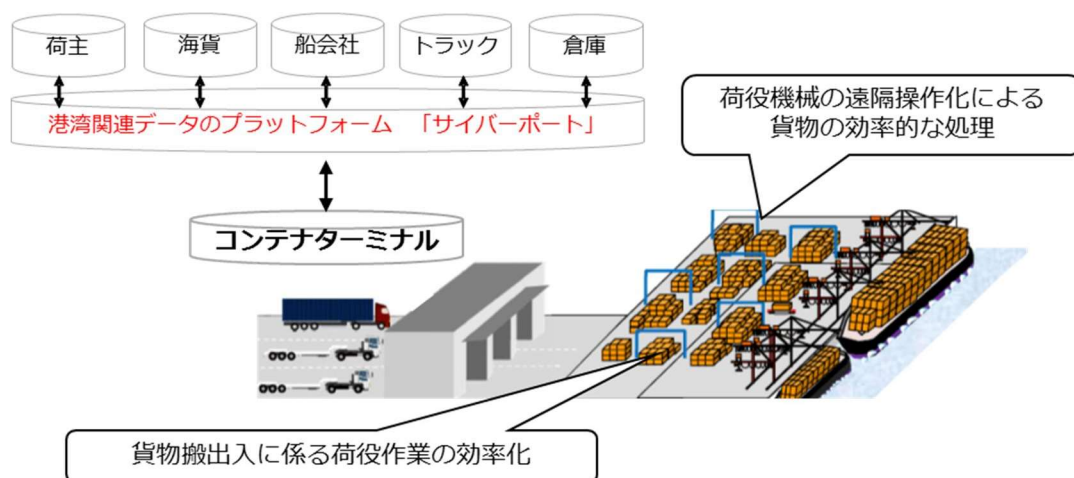 荷主
海貨
船会社
トラック
倉庫
港湾関連データのプラットフォーム 「サイバーポート」
コンテナターミナル
荷役機械の遠隔操作化による
貨物の効率的な処理
貨物搬出入に係る荷役作業の効率化